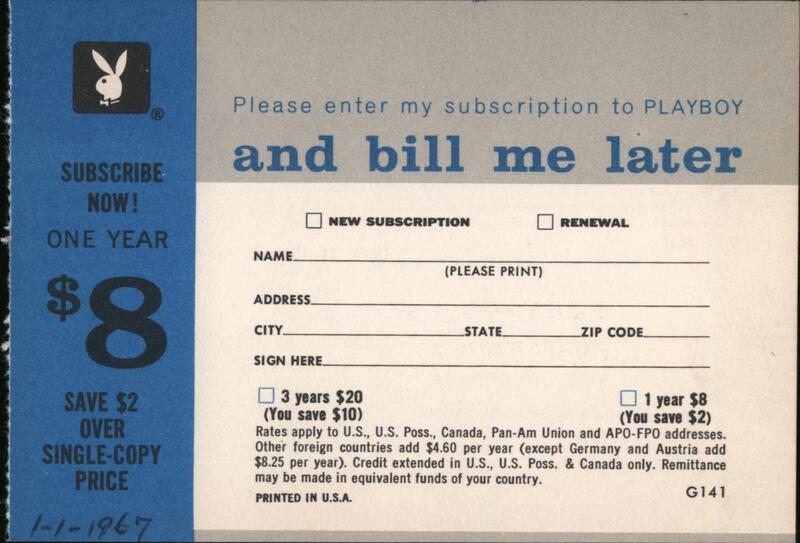 ®
SUBSCRIBE
NOW!
ONE YEAR
$8
SAVE $2
OVER
SINGLE-COPY
PRICE
1-1-1967
Please enter my subscription to PLAYBOY
and bill me later
NEW SUBSCRIPTION RENEWAL
NAME
(PLEASE PRINT)
ADDRESS
CITY STATE ZIP CODE
SIGN HERE
3 years $20 1 year $8
(You save $10) (You save $2)
Rates apply to U.S., U.S. Poss., Canada, Pan-Am Union and APO-FPO addresses.
Other foreign countries add $4.60 per year (except Germany and Austria add
$8.25 per year). Credit extended in U.S., U.S. Poss. & Canada only. Remittance
may be made in equivalent funds of your country.
PRINTED IN U.S.A. G141